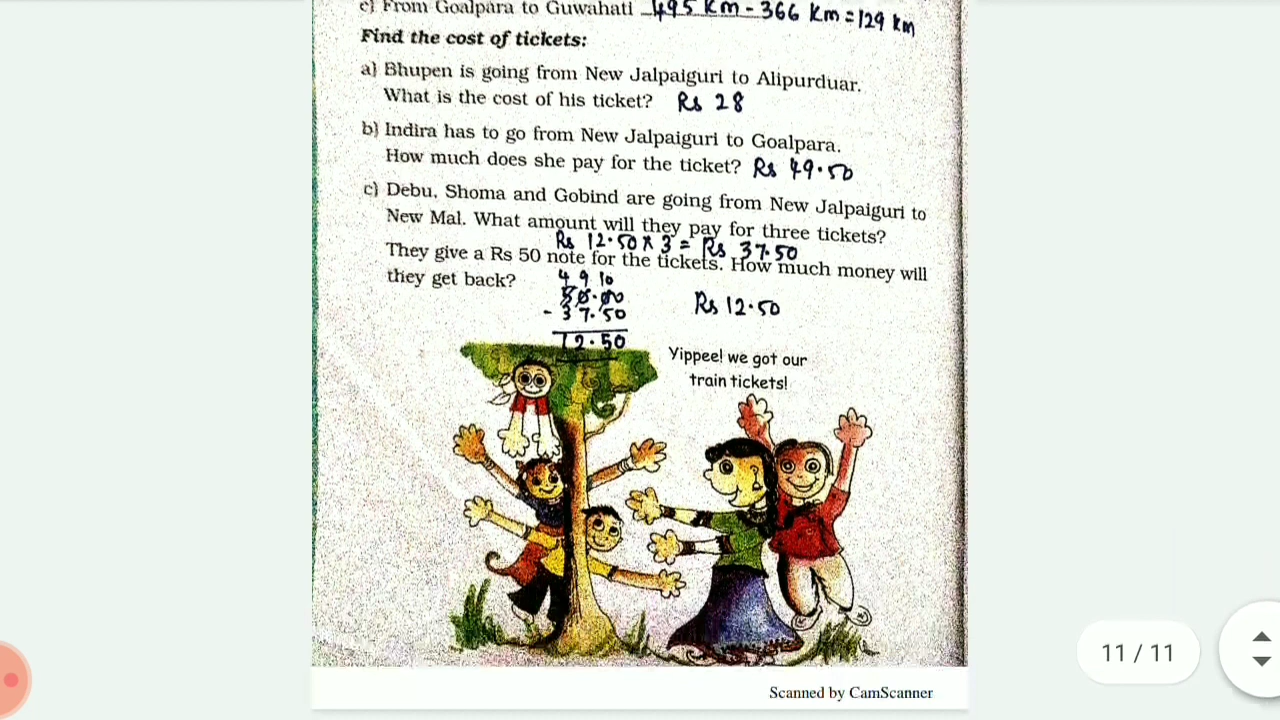 c) From Goalpara to Guwahati 495 Km - 366 Km = 129 km
Find the cost of tickets:
a) Bhupen is going from New Jalpaiguri to Alipurduar.
What is the cost of his ticket? Rs 28
b) Indira has to go from New Jalpaiguri to Goalpara.
How much does she pay for the ticket? Rs 49.50
c) Debu, Shoma and Gobind are going from New Jalpaiguri to
New Mal. What amount will they pay for three tickets?
Rs 12.50 x 3 = Rs 37.50
They give a Rs 50 note for the tickets. How much money will
they get back?
4 9 10
50.00
- 37.50
12.50
Rs 12.50
Yippee! we got our
train tickets!
11 / 11
Scanned by CamScanner